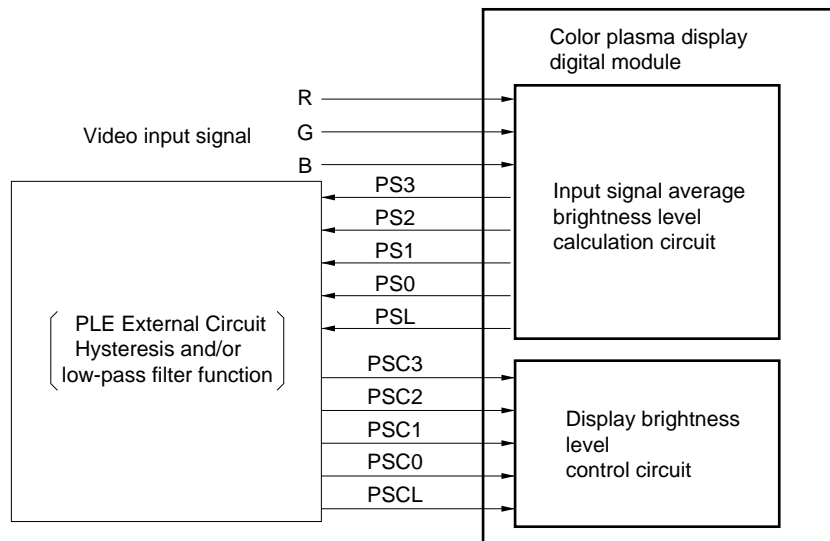 Color plasma display
digital module
R
Video input signal
G
B
PS3
PS2
PS1
PS0
PSL
Input signal average
brightness level
calculation circuit
PLE External Circuit
Hysteresis and/or
low-pass filter function
PSC3
PSC2
PSC1
PSC0
PSCL
Display brightness
level
control circuit